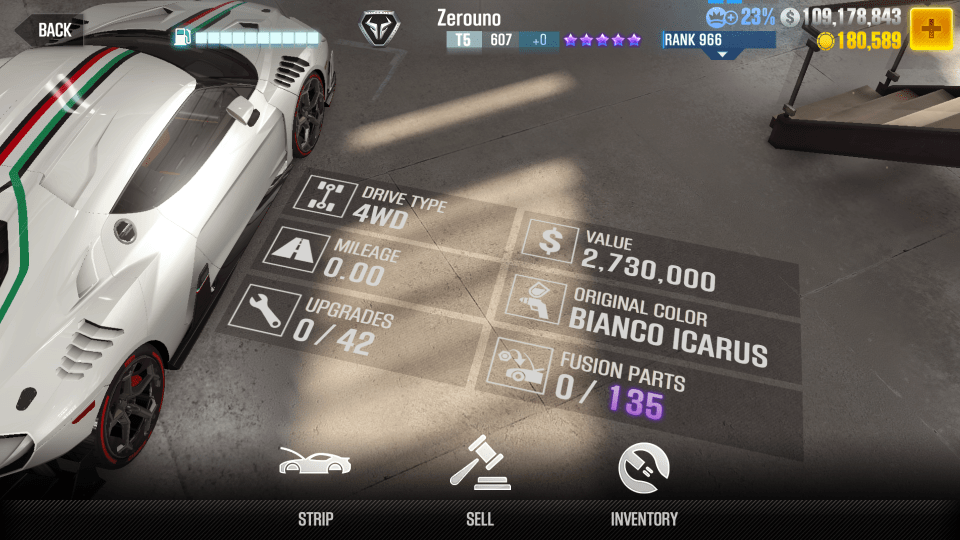 BACK
Zerouno
T5 607 +0
RANK 966
23%
$ 109,178,843
180,589
DRIVE TYPE
4WD
MILEAGE
0.00
UPGRADES
0 / 42
$ VALUE
2,730,000
ORIGINAL COLOR
BIANCO ICARUS
FUSION PARTS
0 / 135
STRIP
SELL
INVENTORY